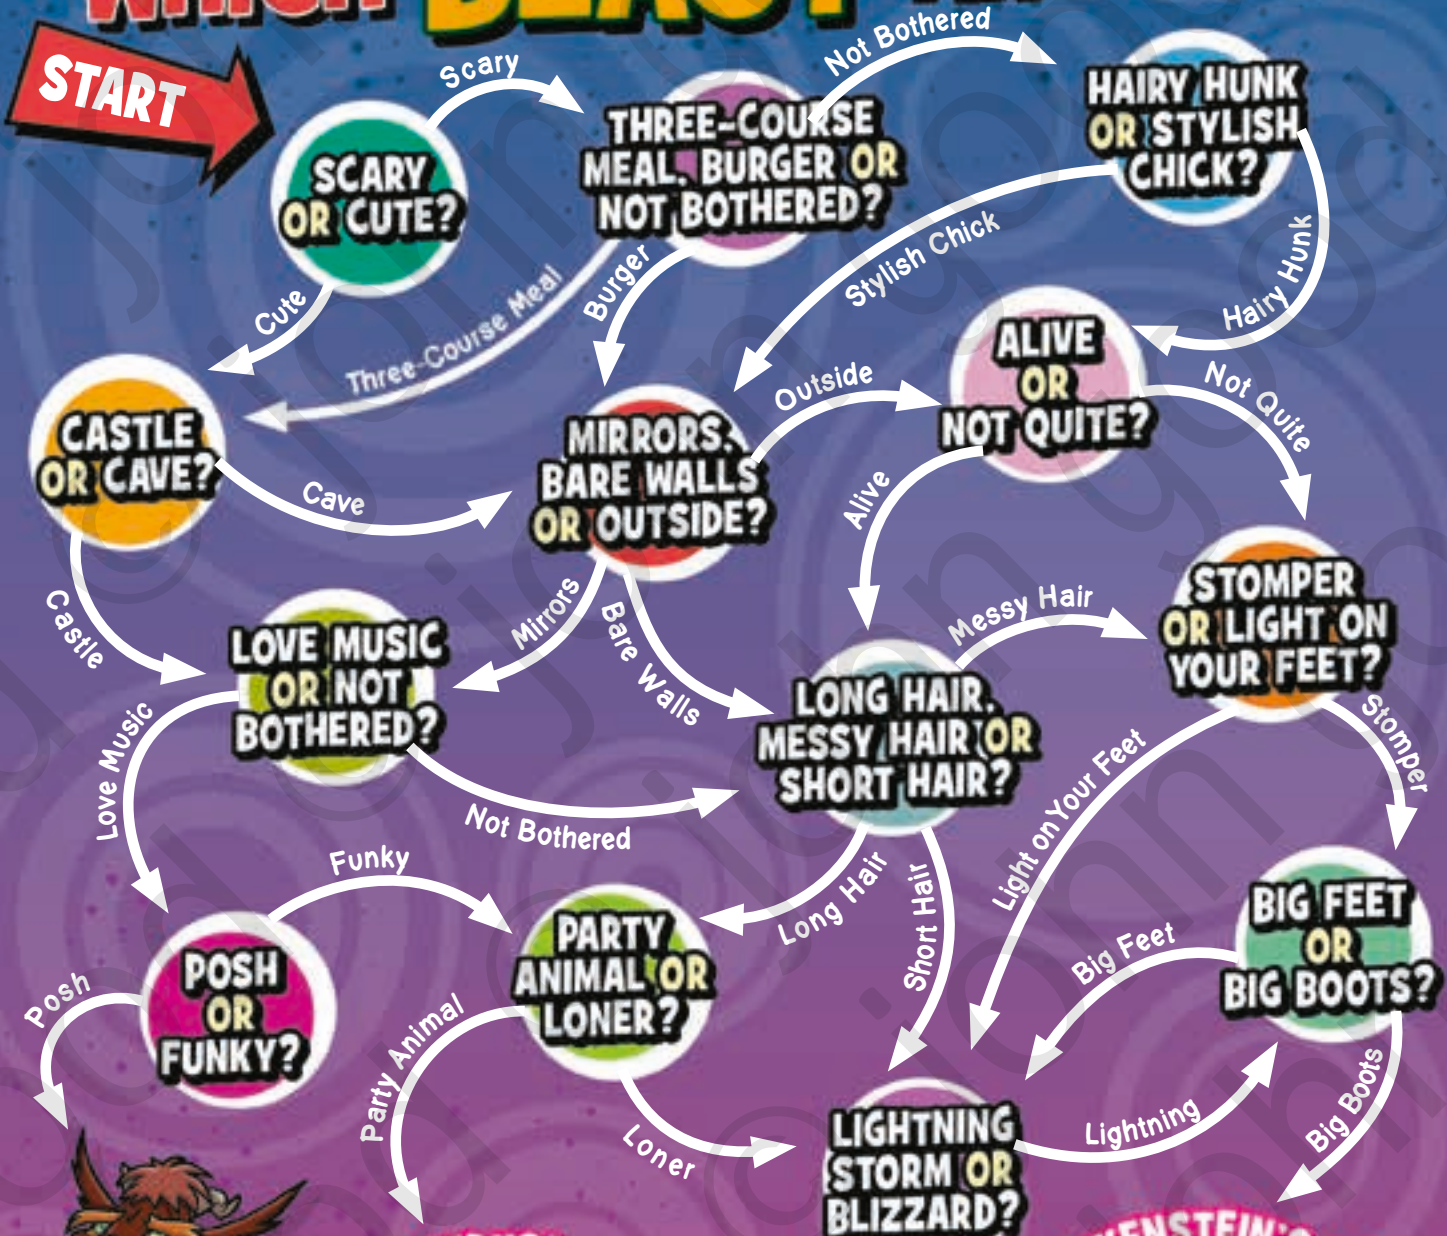 WHICH BEAST
START
Scary
Not Bothered
SCARY
OR CUTE?
THREE-COURSE
MEAL, BURGER OR
NOT BOTHERED?
HAIRY HUNK
OR STYLISH
CHICK?
Cute
Three-Course Meal
Burger
Stylish Chick
Hairy Hunk
CASTLE
OR CAVE?
Cave
MIRRORS,
BARE WALLS
OR OUTSIDE?
Outside
ALIVE
OR
NOT QUITE?
Not Quite
Alive
Castle
LOVE MUSIC
OR NOT
BOTHERED?
Mirrors
Bare Walls
Messy Hair
STOMPER
OR LIGHT ON
YOUR FEET?
LONG HAIR,
MESSY HAIR OR
SHORT HAIR?
Love Music
Not Bothered
Light on Your Feet
Stomper
Funky
Long Hair
Short Hair
Big Feet
BIG FEET
OR
BIG BOOTS?
Posh
POSH
OR
FUNKY?
PARTY
ANIMAL OR
LONER?
Party Animal
Loner
LIGHTNING
STORM OR
BLIZZARD?
Lightning
Big Boots